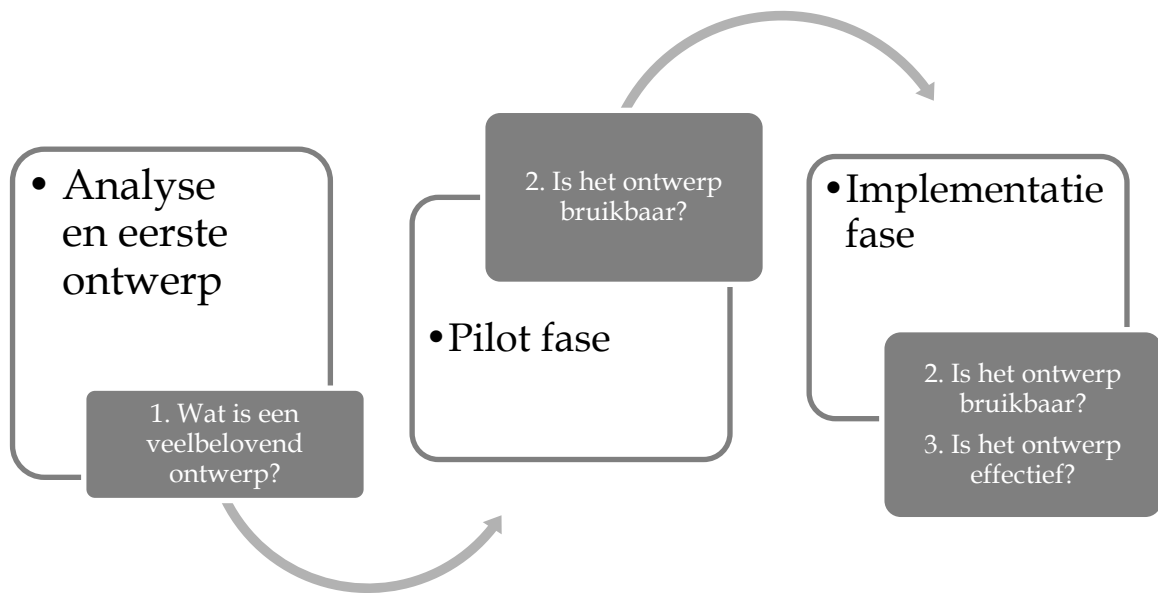 • Analyse
en eerste
ontwerp
1. Wat is een
veelbelovend
ontwerp?
2. Is het ontwerp
bruikbaar?
•Pilot fase
•Implementatie
fase
2. Is het ontwerp
bruikbaar?
3. Is het ontwerp
effectief?